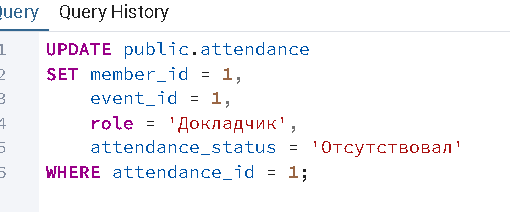 Query Query History
1 UPDATE public.attendance
2 SET member_id = 1,
3 event_id = 1,
4 role = 'Докладчик',
5 attendance_status = 'Отсутствовал'
6 WHERE attendance_id = 1;